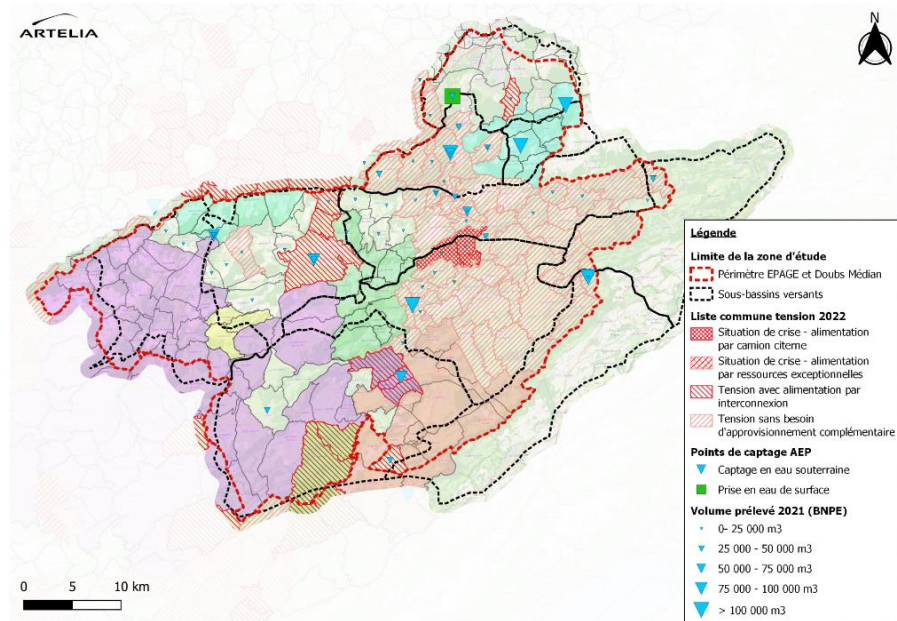 ARTELIA
N
Légende
Limite de la zone d'étude
Périmètre EPAGE et Doubs Médian
Sous-bassins versants
Liste commune tension 2022
Situation de crise - alimentation
par camion citerne
Situation de crise - alimentation
par ressources exceptionnelles
Tension avec alimentation par
interconnexion
Tension sans besoin
d'approvisionnement complémentaire
Points de captage AEP
Captage en eau souterraine
Prise en eau de surface
Volume prélevé 2021 (BNPE)
0- 25 000 m3
25 000 - 50 000 m3
50 000 - 75 000 m3
75 000 - 100 000 m3
> 100 000 m3
0 5 10 km